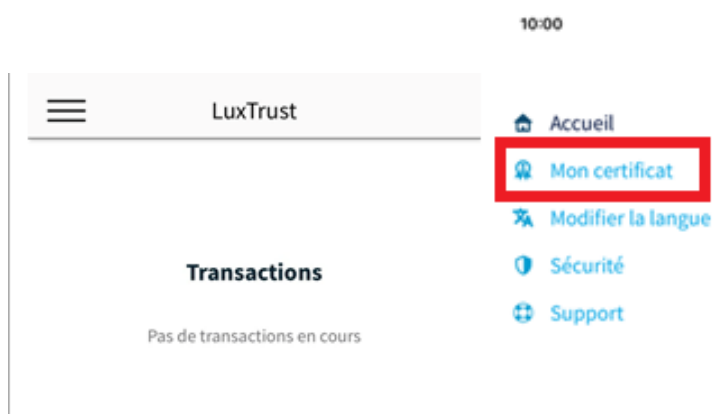 10:00
LuxTrust
Transactions
Pas de transactions en cours
Accueil
Mon certificat
Modifier la langue
Sécurité
Support